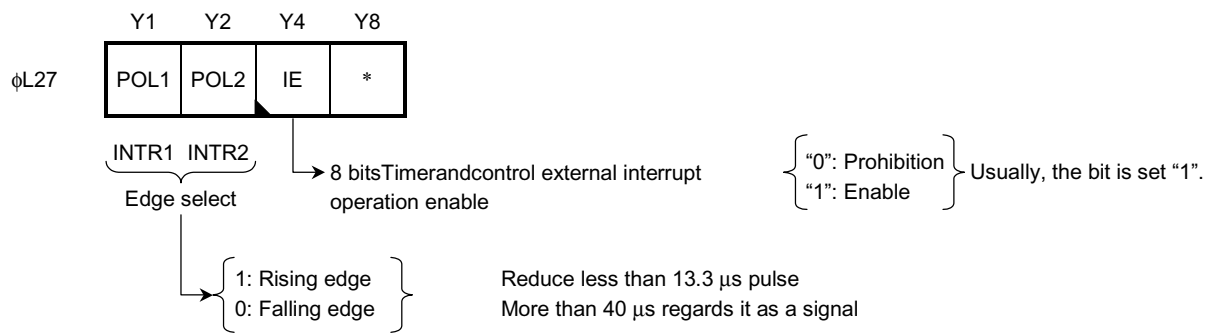 Y1 Y2 Y4 Y8
ϕL27 POL1 POL2 IE *
INTR1 INTR2
Edge select
8 bitsTimerandcontrol external interrupt
operation enable
“0”: Prohibition
“1”: Enable
Usually, the bit is set “1”.
1: Rising edge
0: Falling edge
Reduce less than 13.3 μs pulse
More than 40 μs regards it as a signal